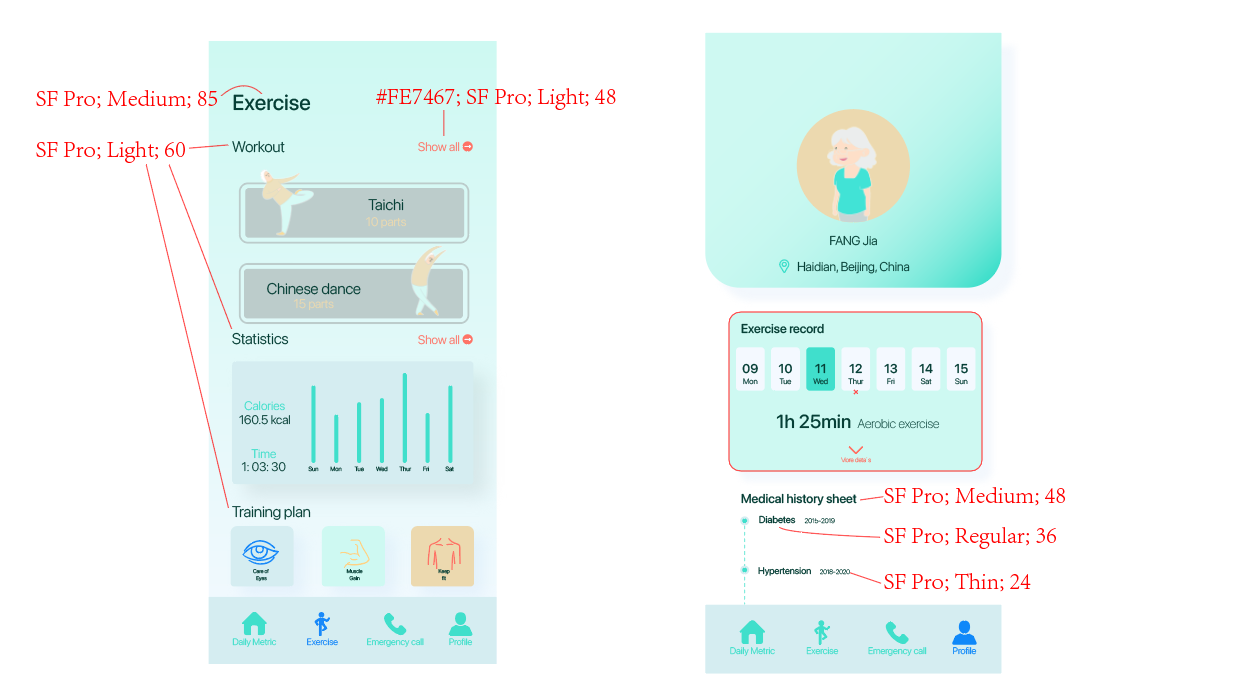 SF Pro; Medium; 85
Exercise
#FE7467; SF Pro; Light; 48
SF Pro; Light; 60
Workout
Show all
Taichi
10 parts
Chinese dance
15 parts
Statistics
Show all
Calories
160.5 kcal
Time
1: 03: 30
Sun Mon Tue Wed Thur Fri Sat
Training plan
Care of
Eyes
Muscle
Gain
Keep
fit
Daily Metric Exercise Emergency call Profile
FANG Jia
Haidian, Beijing, China
Exercise record
09 10 11 12 13 14 15
Mon Tue Wed Thur Fri Sat Sun
1h 25min Aerobic exercise
More data's
Medical history sheet
SF Pro; Medium; 48
Diabetes 2015-2019
SF Pro; Regular; 36
Hypertension 2018-2020
SF Pro; Thin; 24
Daily Metric Exercise Emergency call Profile